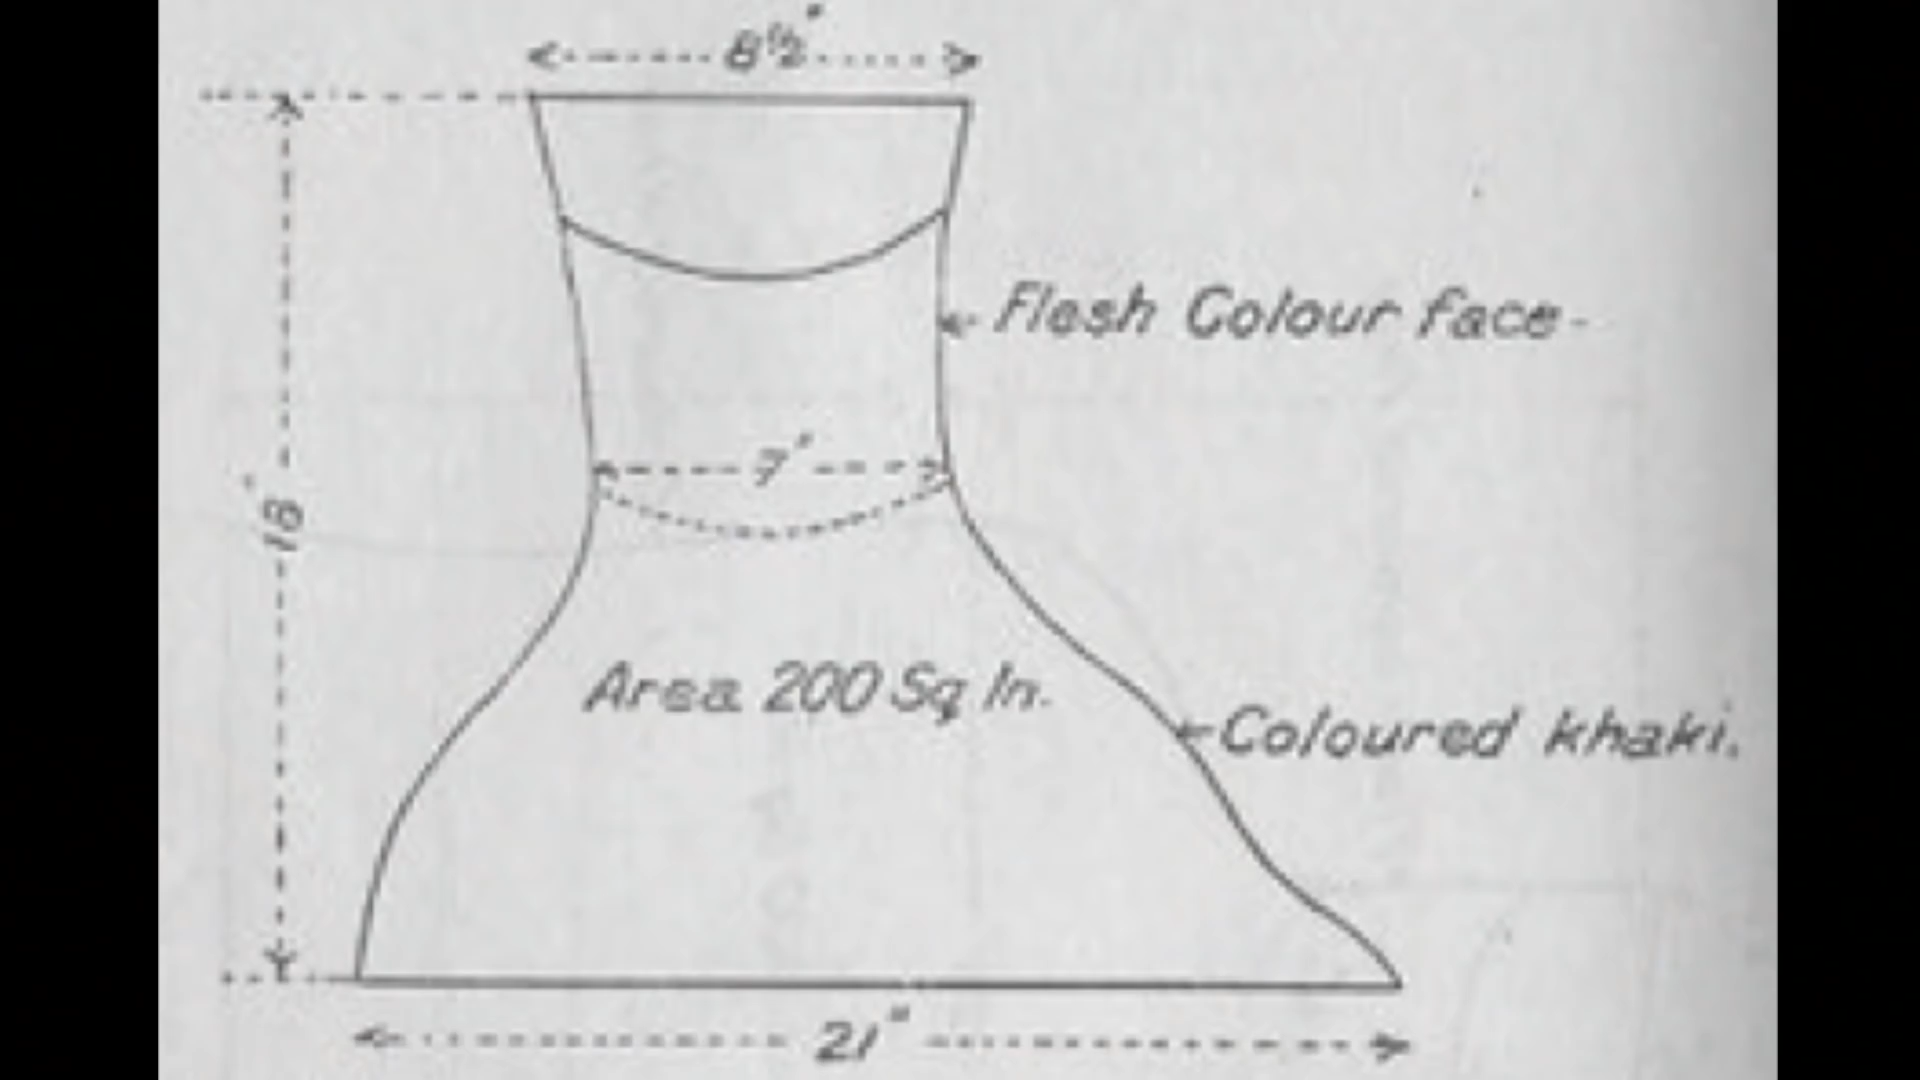 8½"
Flesh Colour face -
7"
18"
Area 200 Sq In.
Coloured khaki.
21"